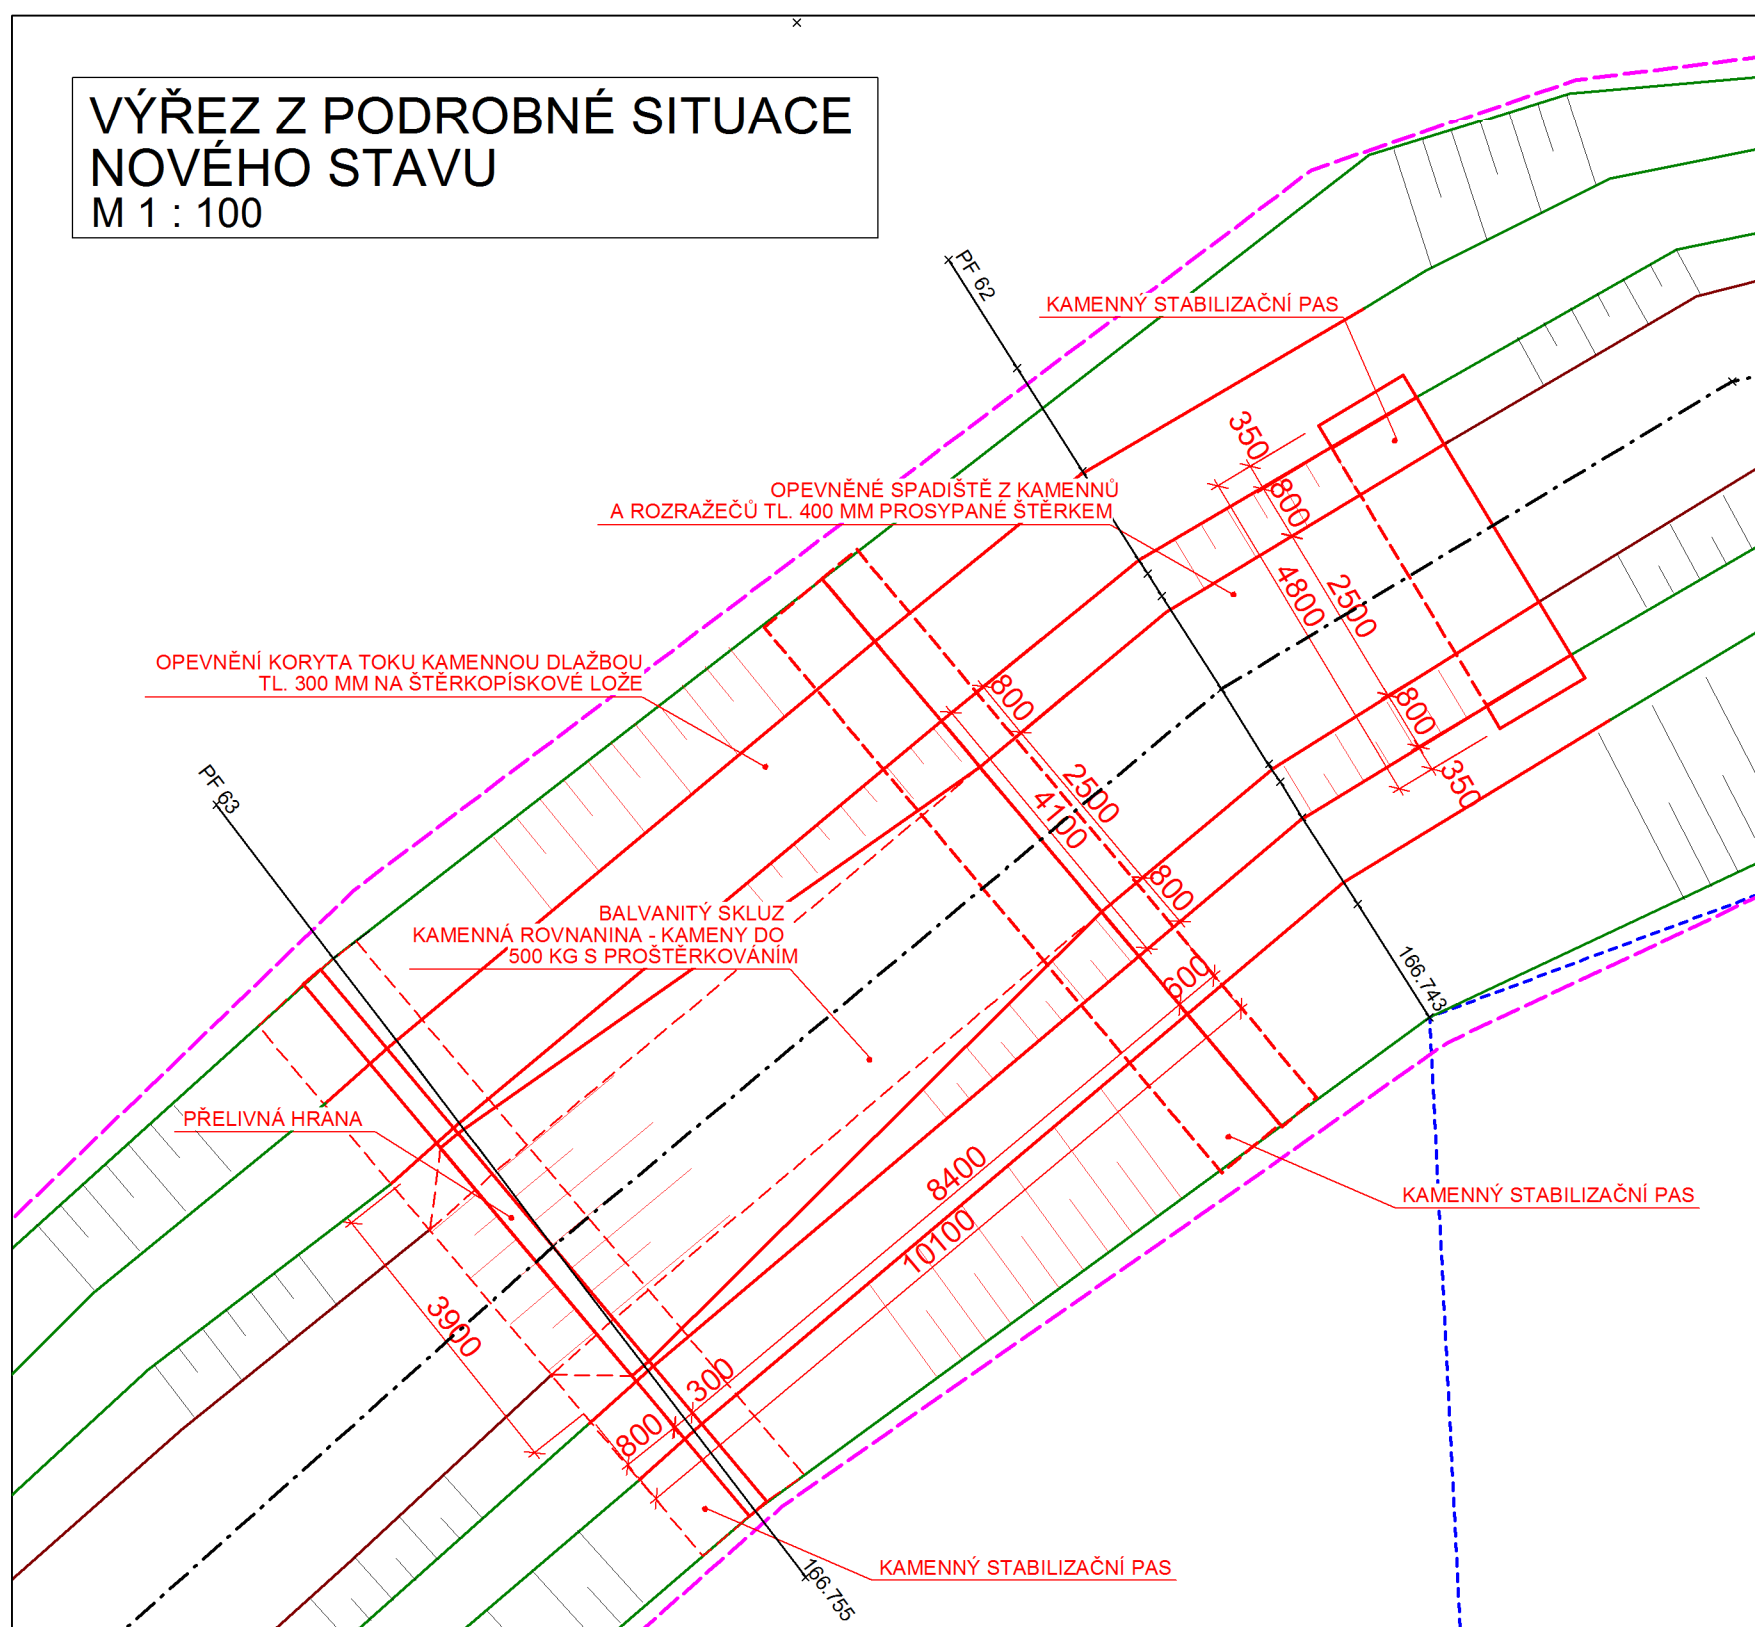 VÝŘEZ Z PODROBNÉ SITUACE
NOVÉHO STAVU
M 1 : 100
PF 62
KAMENNÝ STABILIZAČNÍ PAS
350
800
OPEVNĚNÉ SPADIŠTĚ Z KAMENNŮ
A ROZRAŽEČŮ TL. 400 MM PROSYPANÉ ŠTĚRKEM
4800
2500
800
350
OPEVNĚNÍ KORYTA TOKU KAMENNOU DLAŽBOU
TL. 300 MM NA ŠTĚRKOPÍSKOVÉ LOŽE
800
2500
4100
800
PF 63
BALVANITÝ SKLUZ
KAMENNÁ ROVNANINA - KAMENY DO
500 KG S PROŠTĚRKOVÁNÍM
600
166.743
PŘELIVNÁ HRANA
8400
10100
KAMENNÝ STABILIZAČNÍ PAS
3900
300
800
KAMENNÝ STABILIZAČNÍ PAS
166.755